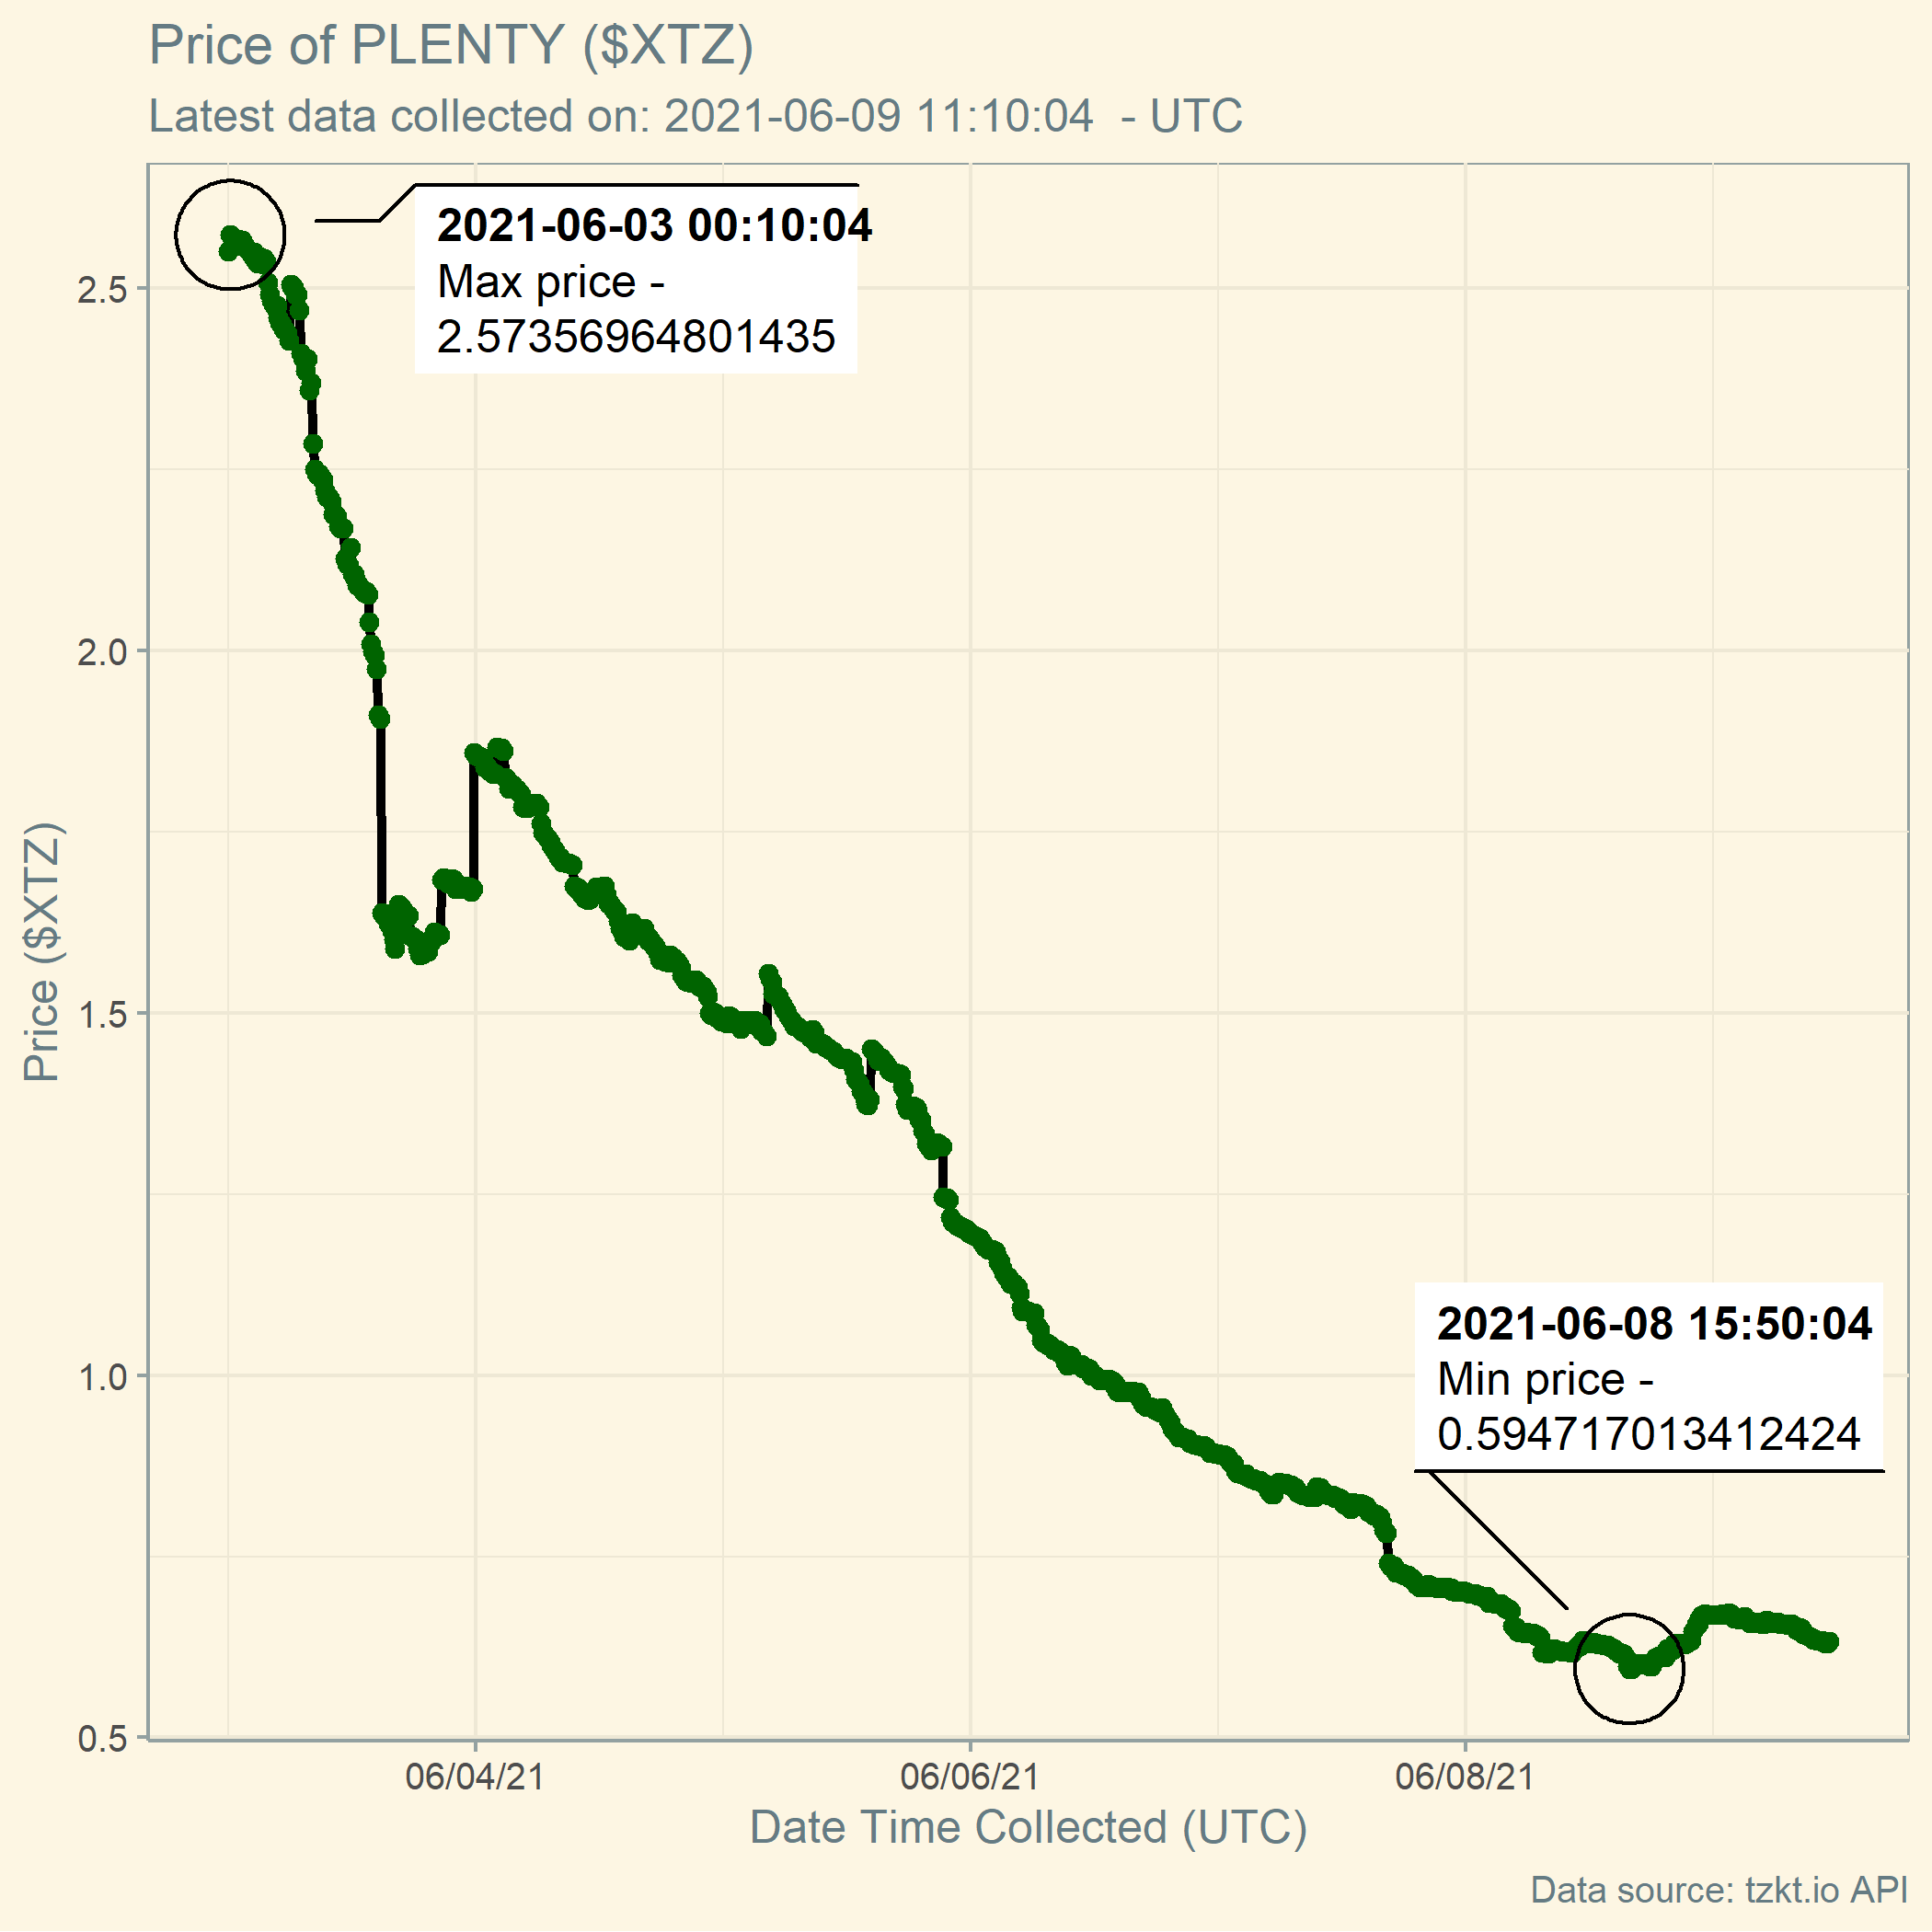 Price of PLENTY ($XTZ)
Latest data collected on: 2021-06-09 11:10:04  - UTC
2021-06-03 00:10:04
Max price -
2.57356964801435
2021-06-08 15:50:04
Min price -
0.594717013412424
Price ($XTZ)
2.5
2.0
1.5
1.0
0.5
06/04/21
06/06/21
06/08/21
Date Time Collected (UTC)
Data source: tzkt.io API